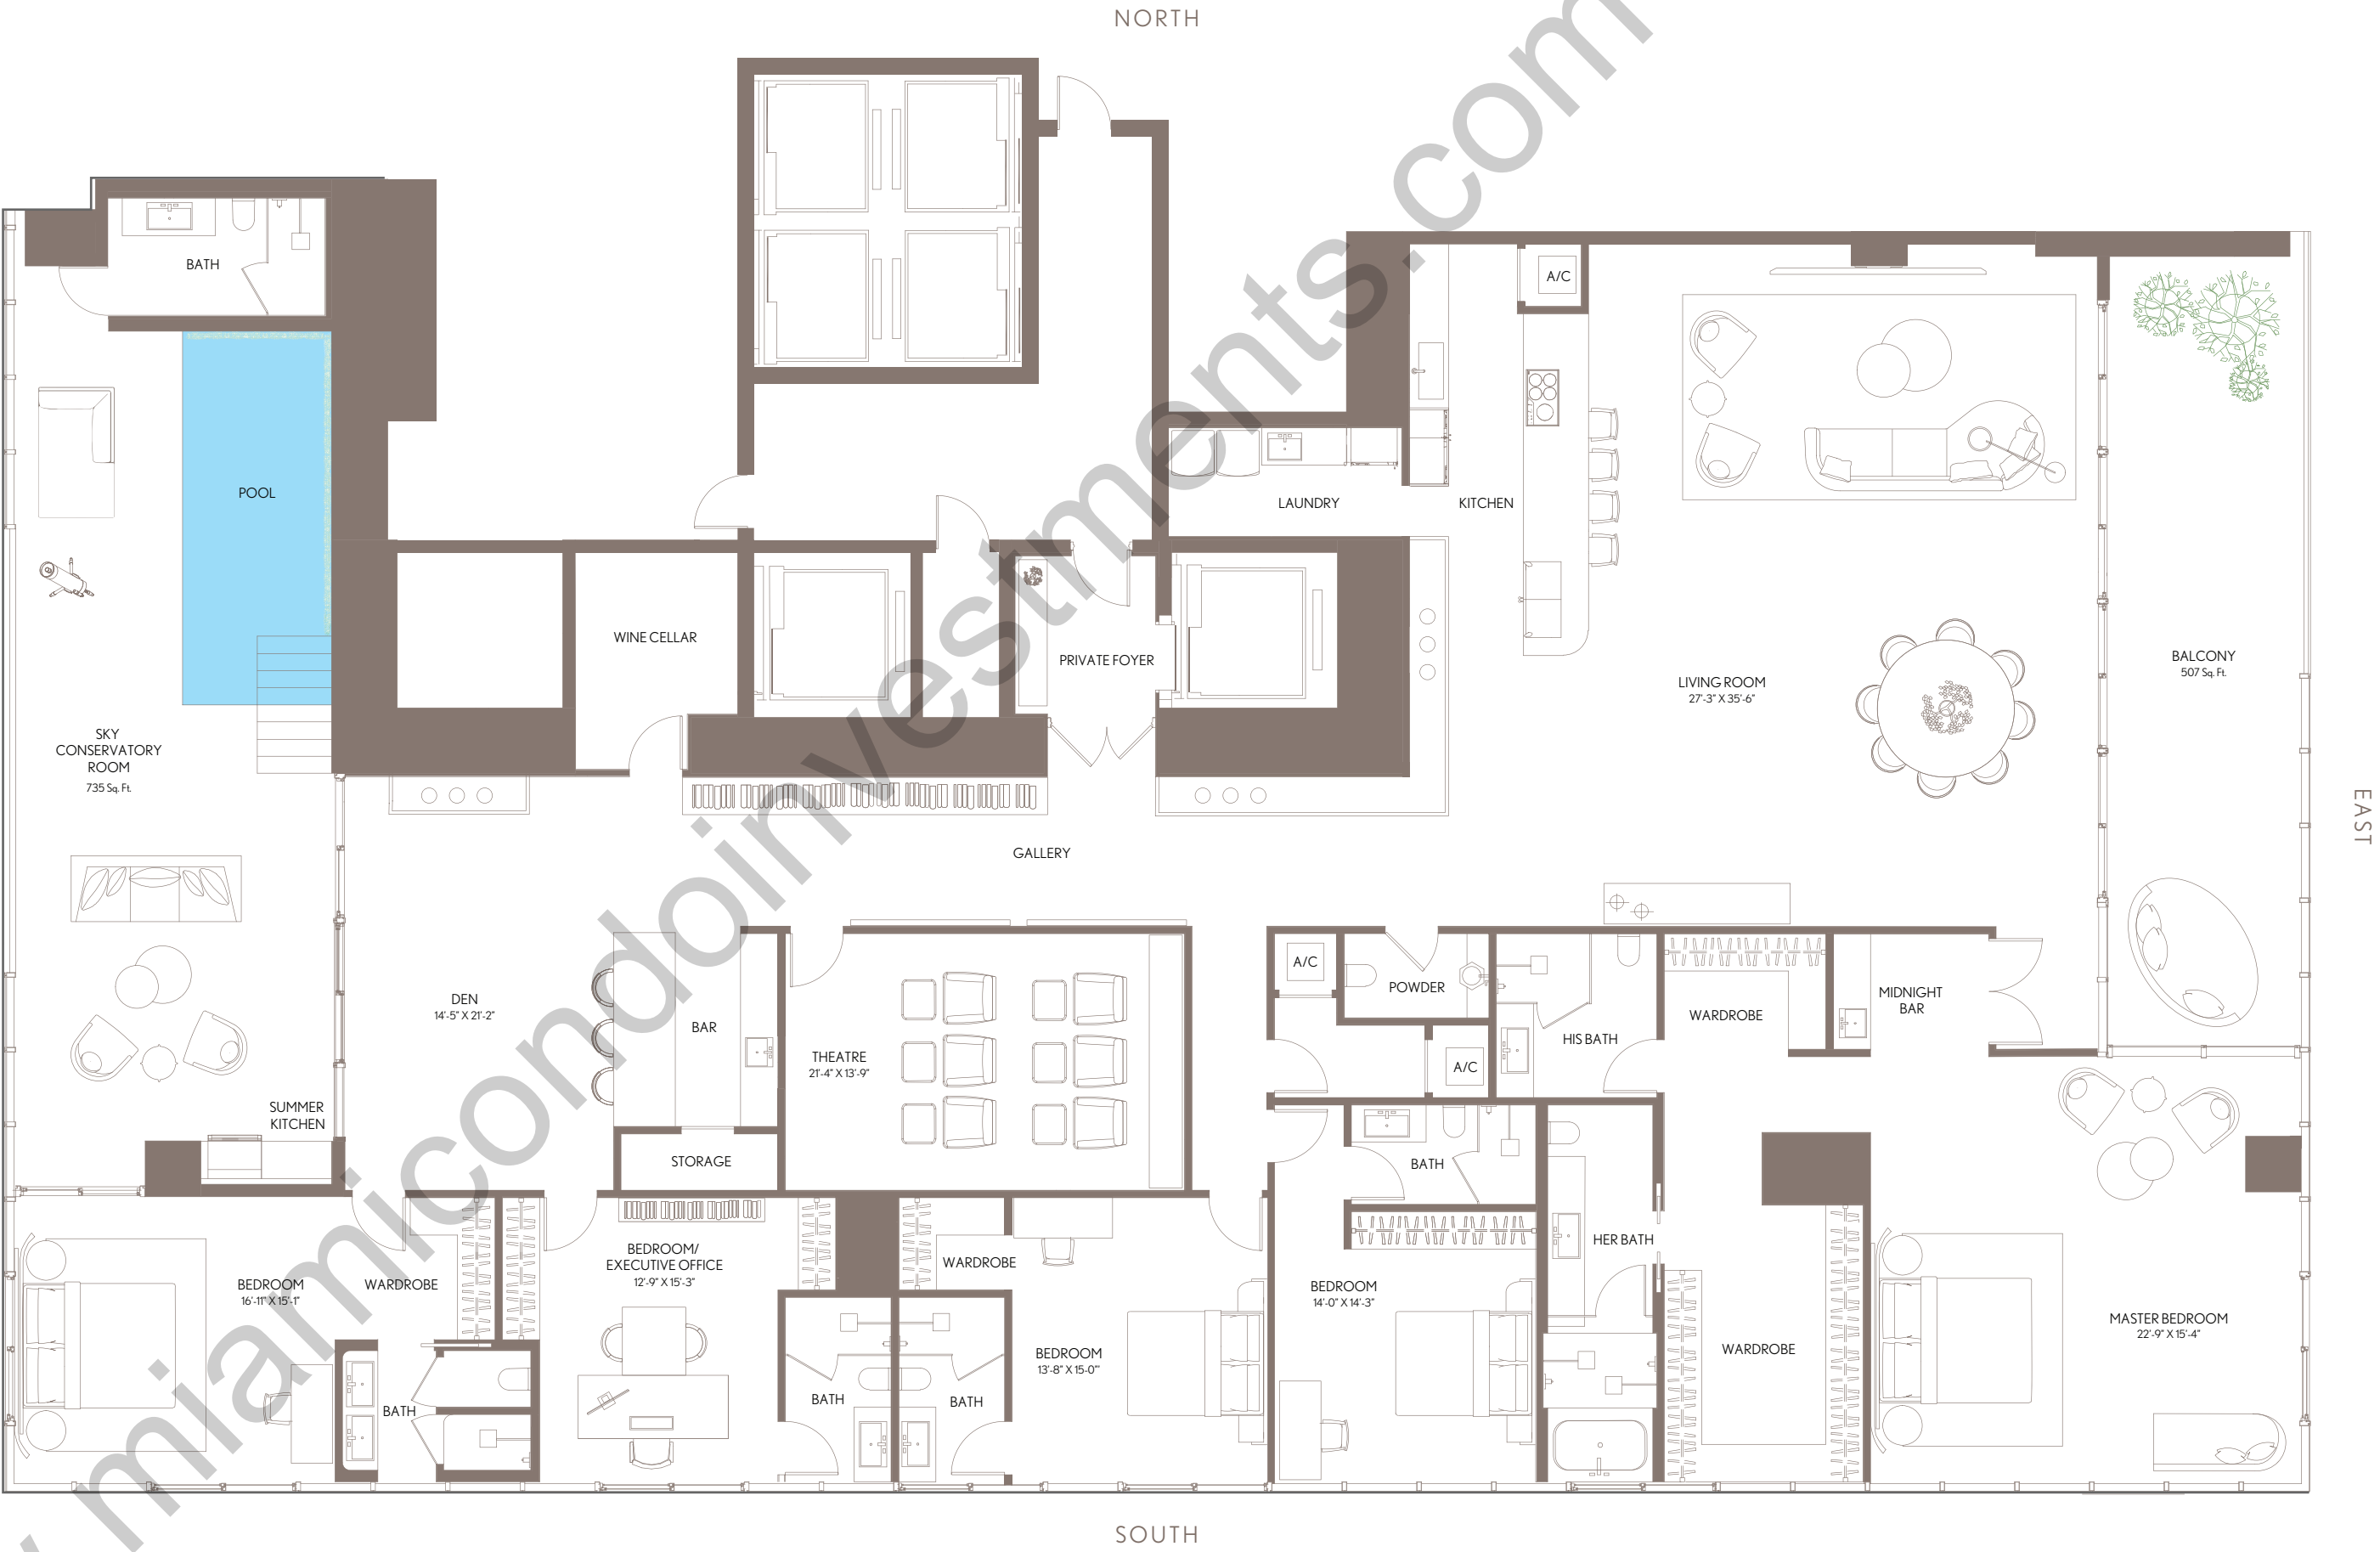 NORTH
BATH
A/C
POOL
LAUNDRY
KITCHEN
WINE CELLAR
PRIVATE FOYER
LIVING ROOM
27'-3" X 35'-6"
BALCONY
507 Sq. Ft.
SKY
CONSERVATORY
ROOM
735 Sq. Ft.
EAST
GALLERY
A/C
POWDER
MIDNIGHT
BAR
DEN
14'-5" X 21'-2"
BAR
WARDROBE
HIS BATH
THEATRE
21'-4" X 13'-9"
A/C
SUMMER
KITCHEN
STORAGE
BATH
HER BATH
BEDROOM/
EXECUTIVE OFFICE
12'-9" X 15'-3"
WARDROBE
BEDROOM
16'-11" X 15'-1"
WARDROBE
BEDROOM
14'-0" X 14'-3"
MASTER BEDROOM
22'-9" X 15'-4"
BEDROOM
13'-8" X 15-0"'
WARDROBE
BATH
BATH
BATH
SOUTH
miamicondoinvestments.com